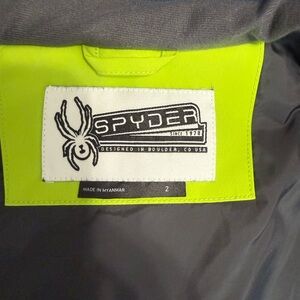 SPYDER
SINCE 1978
DESIGNED IN BOULDER, CO USA
MADE IN MYANMAR 2